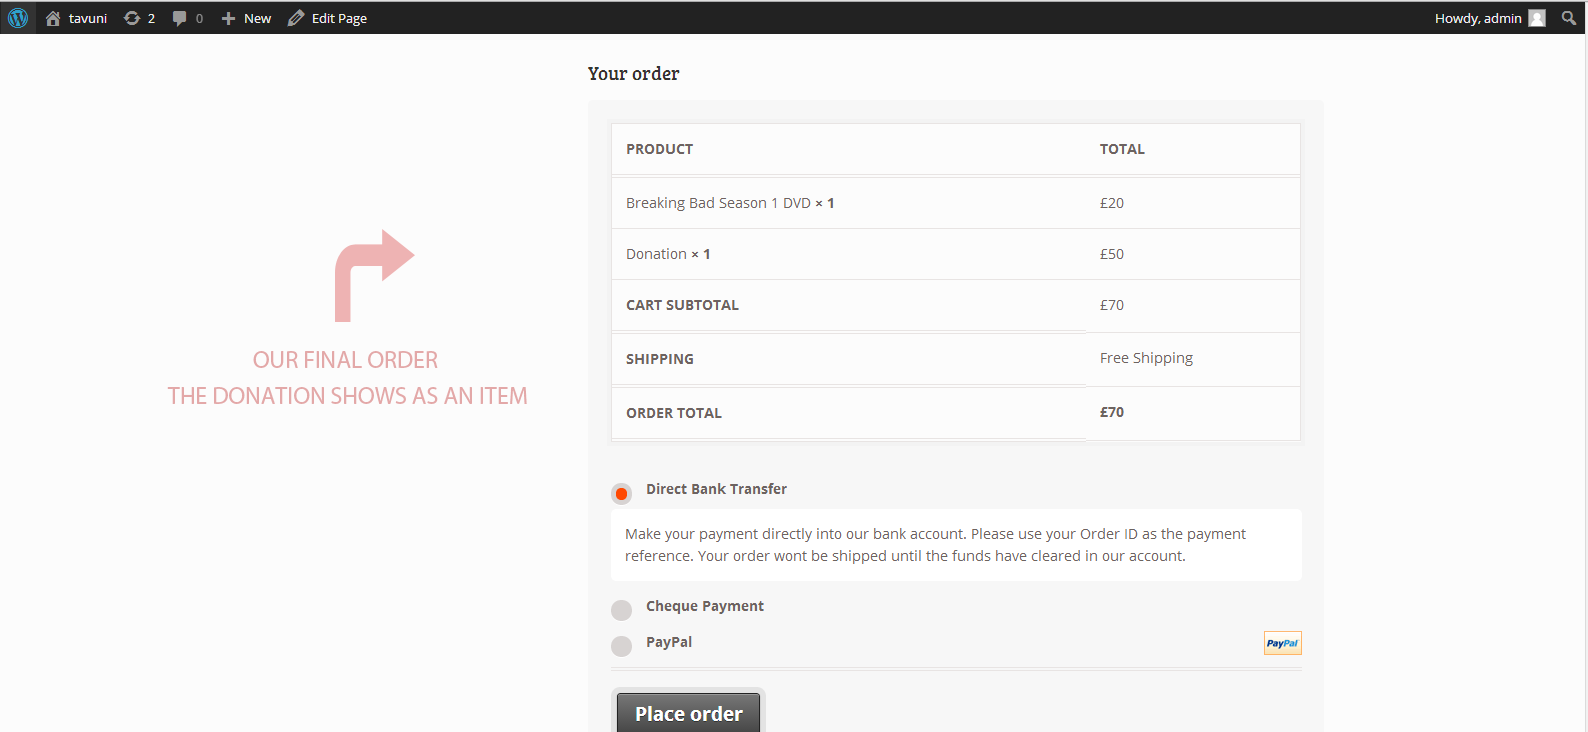 tavuni 2 0 New Edit Page Howdy, admin
Your order
PRODUCT TOTAL
Breaking Bad Season 1 DVD × 1 £20
Donation × 1 £50
CART SUBTOTAL £70
SHIPPING Free Shipping
ORDER TOTAL £70
OUR FINAL ORDER
THE DONATION SHOWS AS AN ITEM
Direct Bank Transfer
Make your payment directly into our bank account. Please use your Order ID as the payment
reference. Your order wont be shipped until the funds have cleared in our account.
Cheque Payment
PayPal PayPal
Place order